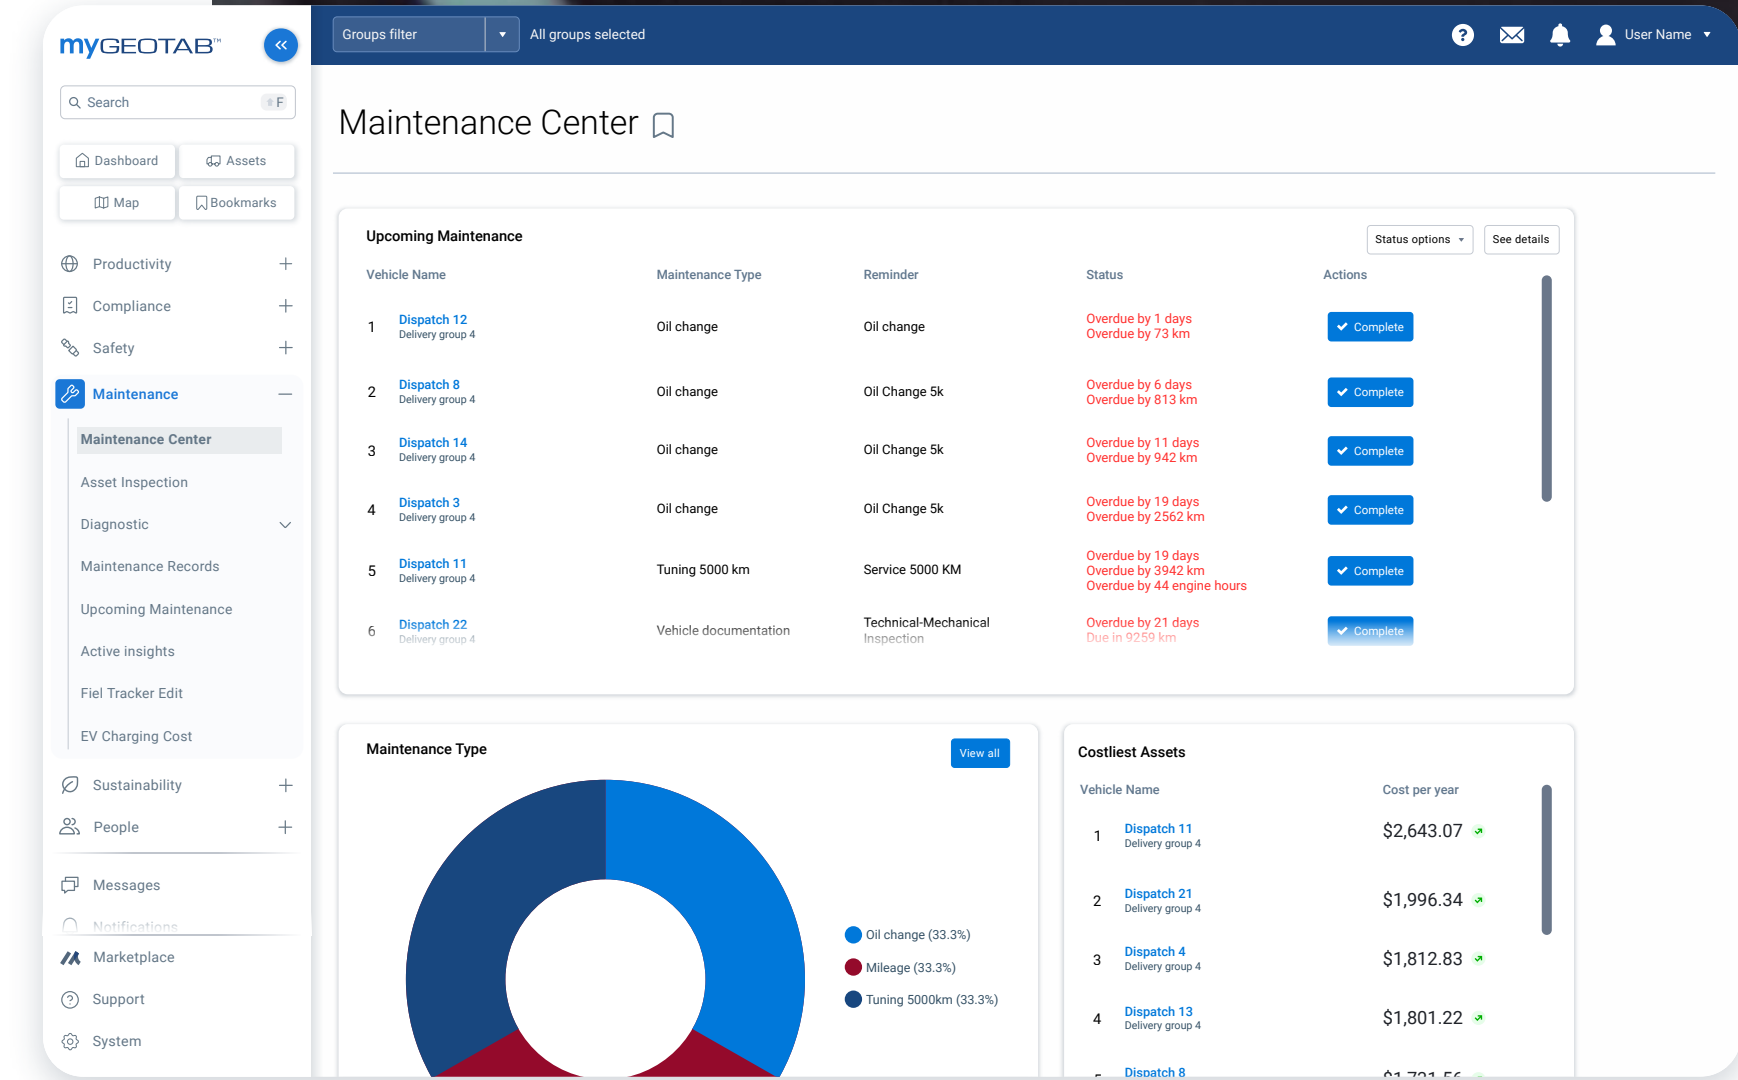 myGEOTAB™
Groups filter
All groups selected
User Name
Search
F
Dashboard
Assets
Map
Bookmarks
Productivity
Compliance
Safety
Maintenance
Maintenance Center
Asset Inspection
Diagnostic
Maintenance Records
Upcoming Maintenance
Active insights
Fiel Tracker Edit
EV Charging Cost
Sustainability
People
Messages
Notifications
Marketplace
Support
System
Maintenance Center
Upcoming Maintenance
Status options
See details
Vehicle Name Maintenance Type Reminder Status Actions
1 Dispatch 12 Oil change Oil change Overdue by 1 days Complete
Delivery group 4 Overdue by 73 km
2 Dispatch 8 Oil change Oil Change 5k Overdue by 6 days Complete
Delivery group 4 Overdue by 813 km
3 Dispatch 14 Oil change Oil Change 5k Overdue by 11 days Complete
Delivery group 4 Overdue by 942 km
4 Dispatch 3 Oil change Oil Change 5k Overdue by 19 days Complete
Delivery group 4 Overdue by 2562 km
5 Dispatch 11 Tuning 5000 km Service 5000 KM Overdue by 19 days Complete
Delivery group 4 Overdue by 3942 km
Overdue by 44 engine hours
6 Dispatch 22 Vehicle documentation Technical-Mechanical Overdue by 21 days Complete
Delivery group 4 Inspection Due in 9259 km
Maintenance Type
View all
Oil change (33.3%)
Mileage (33.3%)
Tuning 5000km (33.3%)
Costliest Assets
Vehicle Name Cost per year
1 Dispatch 11 $2,643.07
Delivery group 4
2 Dispatch 21 $1,996.34
Delivery group 4
3 Dispatch 4 $1,812.83
Delivery group 4
4 Dispatch 13 $1,801.22
Delivery group 4
Dispatch 8